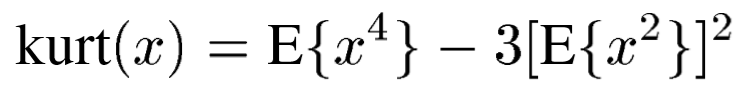 kurt(x) = E{x⁴} − 3[E{x²}]²